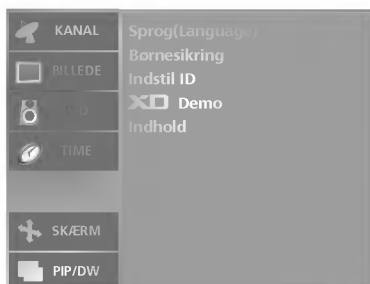 KANAL
BILLEDE
TIME
SKÆRM
PIP/DW
Sprog(Language)
Børnesikring
Indstil ID
XD Demo
Indhold